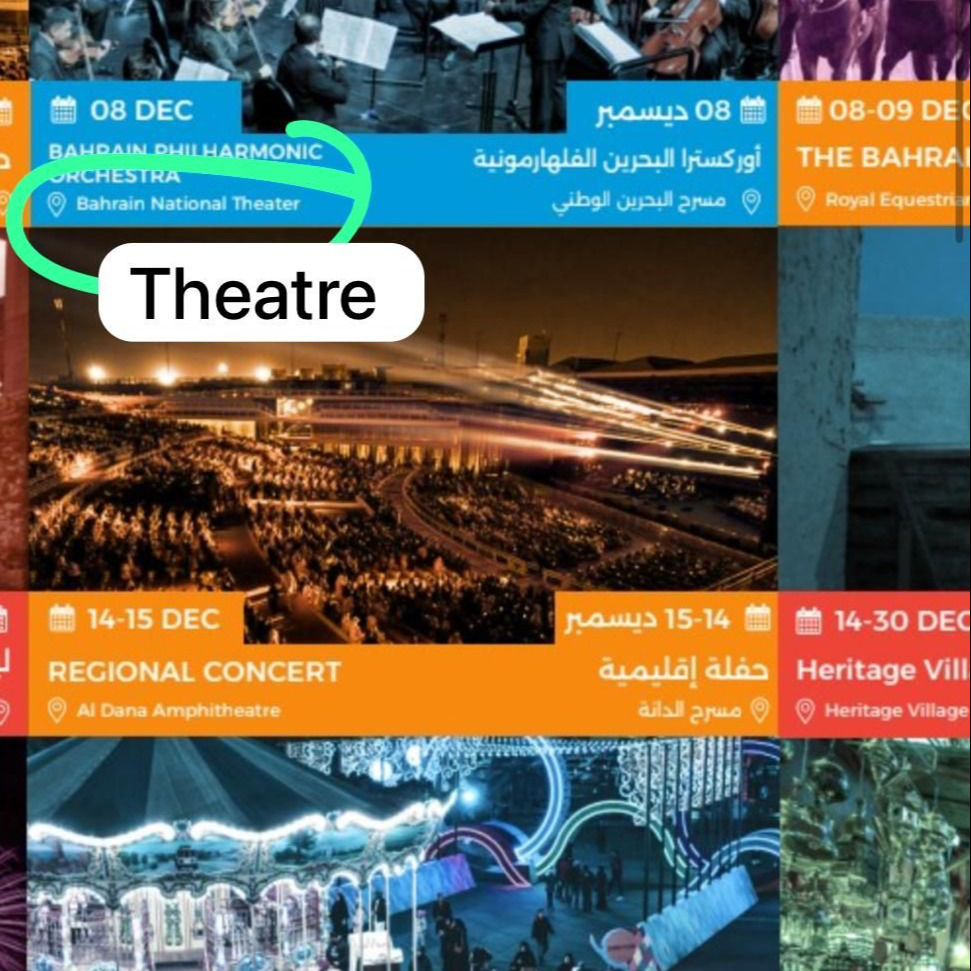 08 DEC
08 ديسمبر
BAHRAIN PHILHARMONIC
ORCHESTRA
أوركسترا البحرين الفلهارمونية
Bahrain National Theater
مسرح البحرين الوطني
08-09 DEC
THE BAHRA
Royal Equestria
Theatre
14-15 DEC
14-15 ديسمبر
REGIONAL CONCERT
حفلة إقليمية
Al Dana Amphitheatre
مسرح الدانة
14-30 DEC
Heritage Vill
Heritage Village